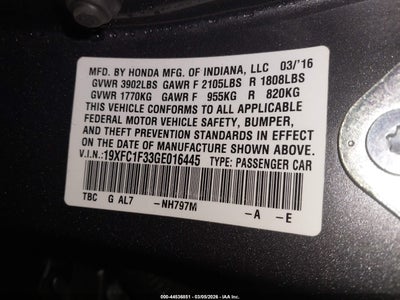 MFD. BY HONDA MFG. OF INDIANA, LLC 03/'16
GVWR 3902LBS GAWR F 2105LBS R 1808LBS
GVWR 1770KG GAWR F 955KG R 820KG
THIS VEHICLE CONFORMS TO ALL APPLICABLE
FEDERAL MOTOR VEHICLE SAFETY, BUMPER,
AND THEFT PREVENTION STANDARDS IN EFFECT
ON THE DATE OF MANUFACTURE SHOWN ABOVE.
V.I.N.:19XFC1F33GE016445 TYPE: PASSENGER CAR
TBC G AL7 -NH797M -A -E
000-44536851 - 03/05/2026 - IAA Inc.